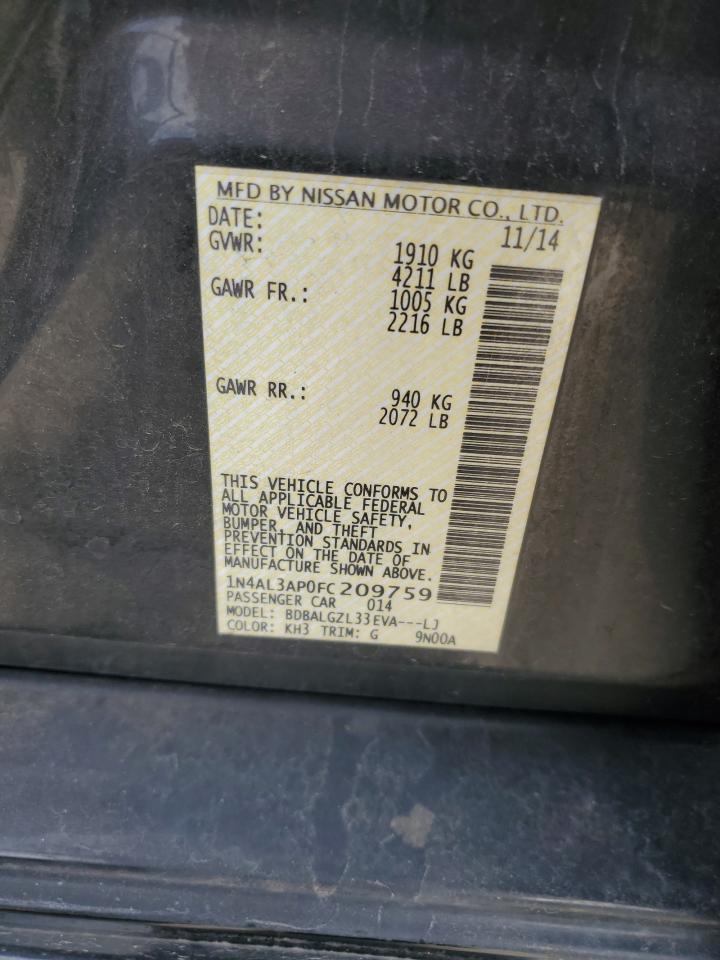 MFD BY NISSAN MOTOR CO., LTD.
DATE: 11/14
GVWR: 1910 KG
4211 LB
GAWR FR.: 1005 KG
2216 LB
GAWR RR.: 940 KG
2072 LB
THIS VEHICLE CONFORMS TO
ALL APPLICABLE FEDERAL
MOTOR VEHICLE SAFETY,
BUMPER, AND THEFT
PREVENTION STANDARDS IN
EFFECT ON THE DATE OF
MANUFACTURE SHOWN ABOVE.
1N4AL3AP0FC209759
PASSENGER CAR 014
MODEL: BDBALGZL33EVA---LJ
COLOR: KH3 TRIM: G 9N00A